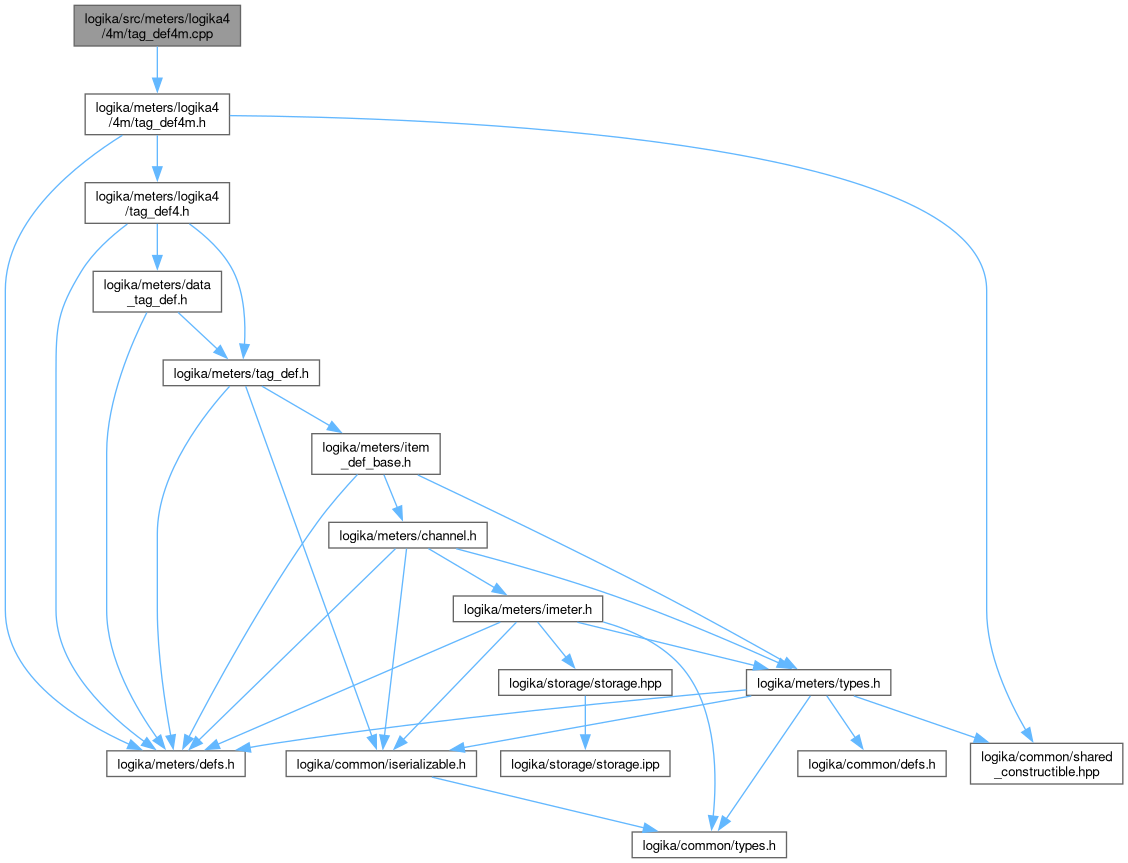 logika/src/meters/logika4
/4m/tag_def4m.cpp
logika/meters/logika4
/4m/tag_def4m.h
logika/meters/logika4
/tag_def4.h
logika/meters/data
_tag_def.h
logika/meters/tag_def.h
logika/meters/item
_def_base.h
logika/meters/channel.h
logika/meters/imeter.h
logika/storage/storage.hpp
logika/meters/types.h
logika/meters/defs.h
logika/common/iserializable.h
logika/storage/storage.ipp
logika/common/defs.h
logika/common/shared
_constructible.hpp
logika/common/types.h